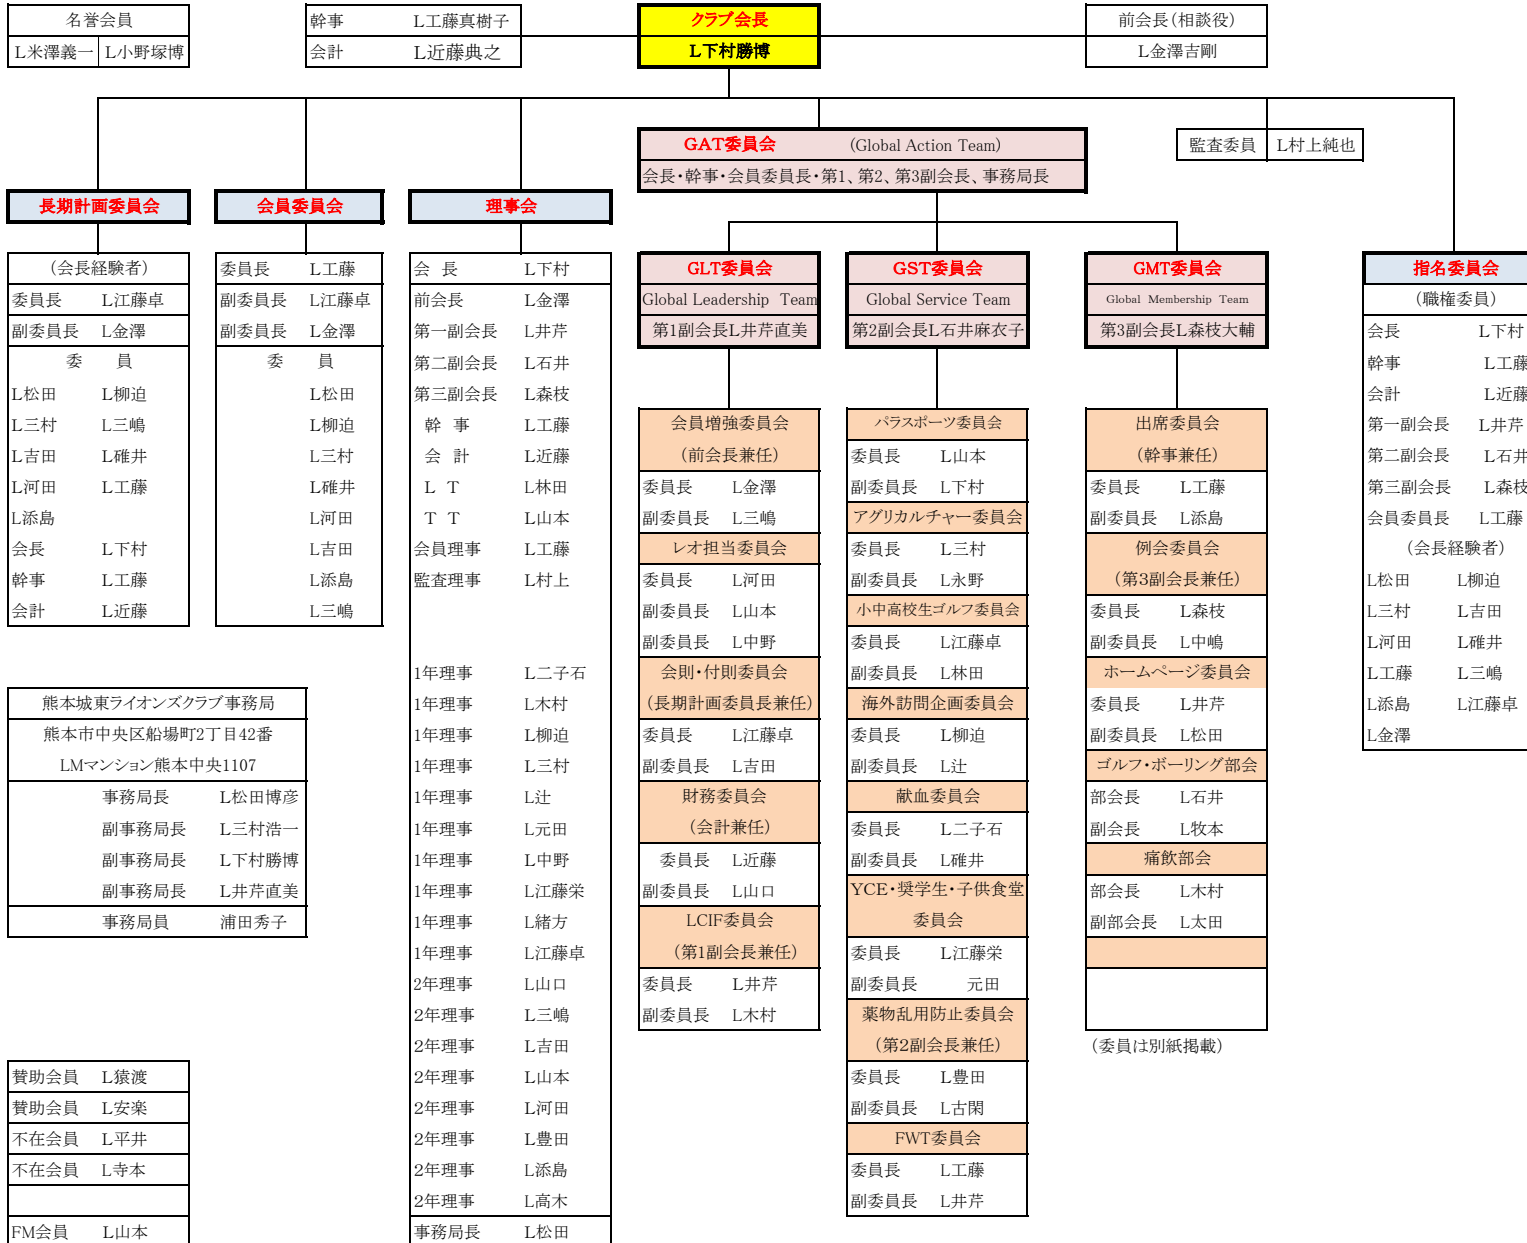 名誉会員
L米澤義一 L小野塚博
幹事 L工藤真樹子
会計 L近藤典之
クラブ会長
L下村勝博
前会長(相談役)
L金澤吉剛
GAT委員会 (Global Action Team)
会長・幹事・会員委員長・第1、第2、第3副会長、事務局長
監査委員 L村上純也
長期計画委員会
(会長経験者)
委員長 L江藤卓
副委員長 L金澤
委 員
L松田 L柳迫
L三村 L三嶋
L吉田 L碓井
L河田 L工藤
L添島
会長 L下村
幹事 L工藤
会計 L近藤
会員委員会
委員長 L工藤
副委員長 L江藤卓
副委員長 L金澤
委 員
L松田
L柳迫
L三村
L碓井
L河田
L吉田
L添島
L三嶋
理事会
会 長 L下村
前会長 L金澤
第一副会長 L井芹
第二副会長 L石井
第三副会長 L森枝
幹 事 L工藤
会 計 L近藤
L T L林田
T T L山本
会員理事 L工藤
監査理事 L村上
1年理事 L二子石
1年理事 L木村
1年理事 L柳迫
1年理事 L三村
1年理事 L辻
1年理事 L元田
1年理事 L中野
1年理事 L江藤栄
1年理事 L緒方
1年理事 L江藤卓
2年理事 L山口
2年理事 L三嶋
2年理事 L吉田
2年理事 L山本
2年理事 L河田
2年理事 L豊田
2年理事 L添島
2年理事 L高木
事務局長 L松田
GLT委員会
Global Leadership Team
第1副会長L井芹直美
会員増強委員会
(前会長兼任)
委員長 L金澤
副委員長 L三嶋
レオ担当委員会
委員長 L河田
副委員長 L山本
副委員長 L中野
会則・付則委員会
(長期計画委員長兼任)
委員長 L江藤卓
副委員長 L吉田
財務委員会
(会計兼任)
委員長 L近藤
副委員長 L山口
LCIF委員会
(第1副会長兼任)
委員長 L井芹
副委員長 L木村
GST委員会
Global Service Team
第2副会長L石井麻衣子
パラスポーツ委員会
委員長 L山本
副委員長 L下村
アグリカルチャー委員会
委員長 L三村
副委員長 L永野
小中高校生ゴルフ委員会
委員長 L江藤卓
副委員長 L林田
海外訪問企画委員会
委員長 L柳迫
副委員長 L辻
献血委員会
委員長 L二子石
副委員長 L碓井
YCE・奨学生・子供食堂
委員会
委員長 L江藤栄
副委員長 元田
薬物乱用防止委員会
(第2副会長兼任)
委員長 L豊田
副委員長 L古閑
FWT委員会
委員長 L工藤
副委員長 L井芹
GMT委員会
Global Membership Team
第3副会長L森枝大輔
出席委員会
(幹事兼任)
委員長 L工藤
副委員長 L添島
例会委員会
(第3副会長兼任)
委員長 L森枝
副委員長 L中嶋
ホームページ委員会
委員長 L井芹
副委員長 L松田
ゴルフ・ボーリング部会
部会長 L石井
副会長 L牧本
痛飲部会
部会長 L木村
副部会長 L太田
(委員は別紙掲載)
指名委員会
(職権委員)
会長 L下村
幹事 L工藤
会計 L近藤
第一副会長 L井芹
第二副会長 L石井
第三副会長 L森枝
会員委員長 L工藤
(会長経験者)
L松田 L柳迫
L三村 L吉田
L河田 L碓井
L工藤 L三嶋
L添島 L江藤卓
L金澤
熊本城東ライオンズクラブ事務局
熊本市中央区船場町2丁目42番
LMマンション熊本中央1107
事務局長 L松田博彦
副事務局長 L三村浩一
副事務局長 L下村勝博
副事務局長 L井芹直美
事務局員 浦田秀子
賛助会員 L猿渡
賛助会員 L安楽
不在会員 L平井
不在会員 L寺本
FM会員 L山本